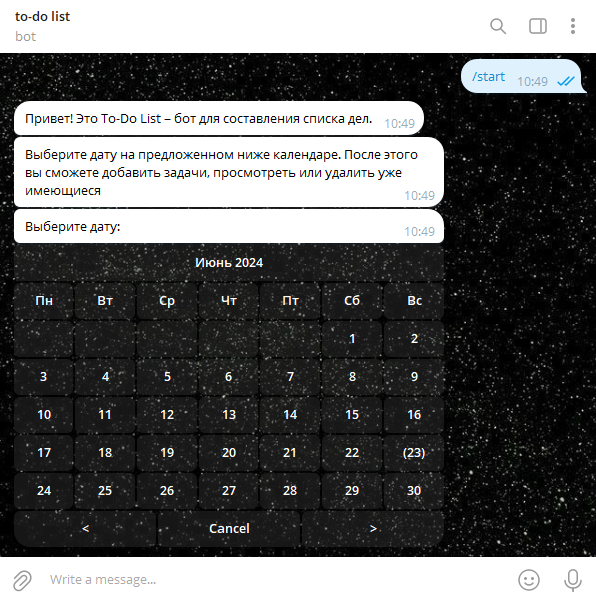 to-do list
bot
/start 10:49
Привет! Это To-Do List – бот для составления списка дел. 10:49
Выберите дату на предложенном ниже календаре. После этого
вы сможете добавить задачи, просмотреть или удалить уже
имеющиеся 10:49
Выберите дату: 10:49
Июнь 2024
Пн Вт Ср Чт Пт Сб Вс
1 2
3 4 5 6 7 8 9
10 11 12 13 14 15 16
17 18 19 20 21 22 (23)
24 25 26 27 28 29 30
< Cancel >
Write a message...